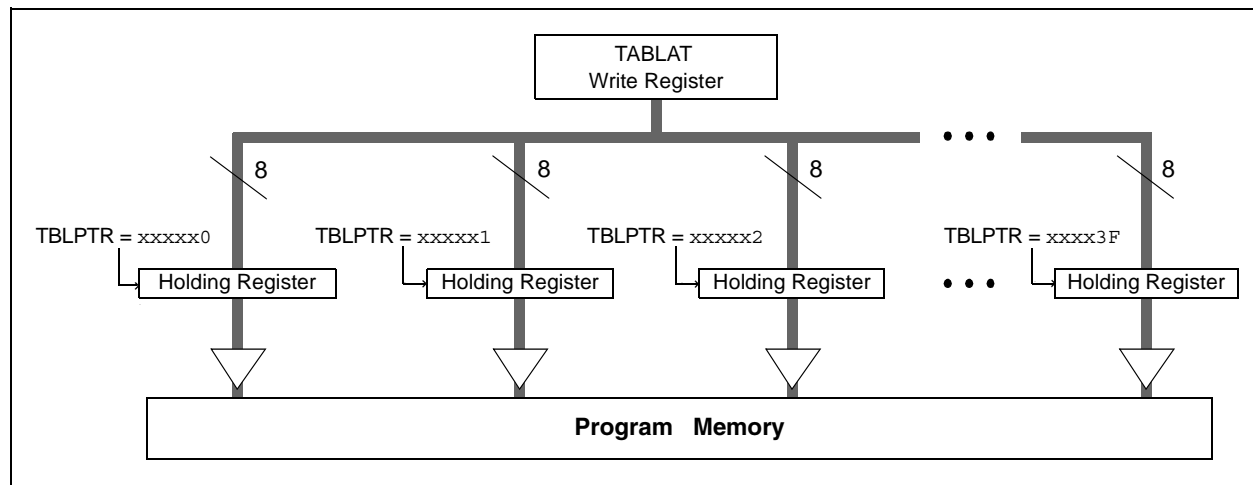 TABLAT
Write Register
8 8 8 8
TBLPTR = xxxxx0 TBLPTR = xxxxx1 TBLPTR = xxxxx2 TBLPTR = xxxx3F
Holding Register Holding Register Holding Register Holding Register
Program Memory